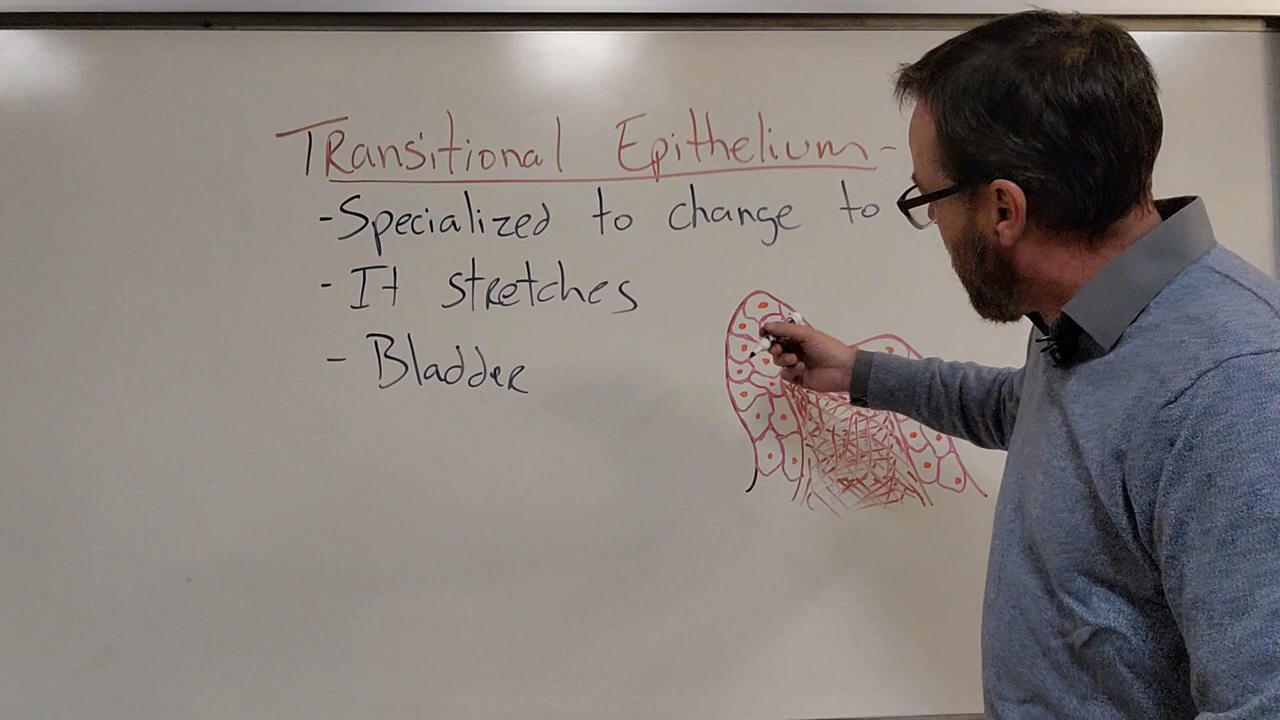 Transitional Epithelium-
-Specialized to change to
-It stretches
- Bladder